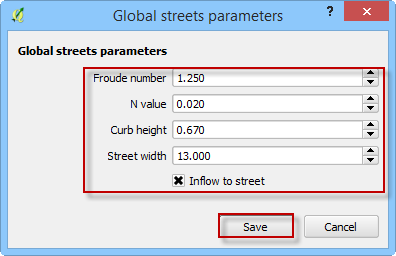 Global streets parameters
?
Global streets parameters
Froude number 1.250
N value 0.020
Curb height 0.670
Street width 13.000
Inflow to street
Save Cancel